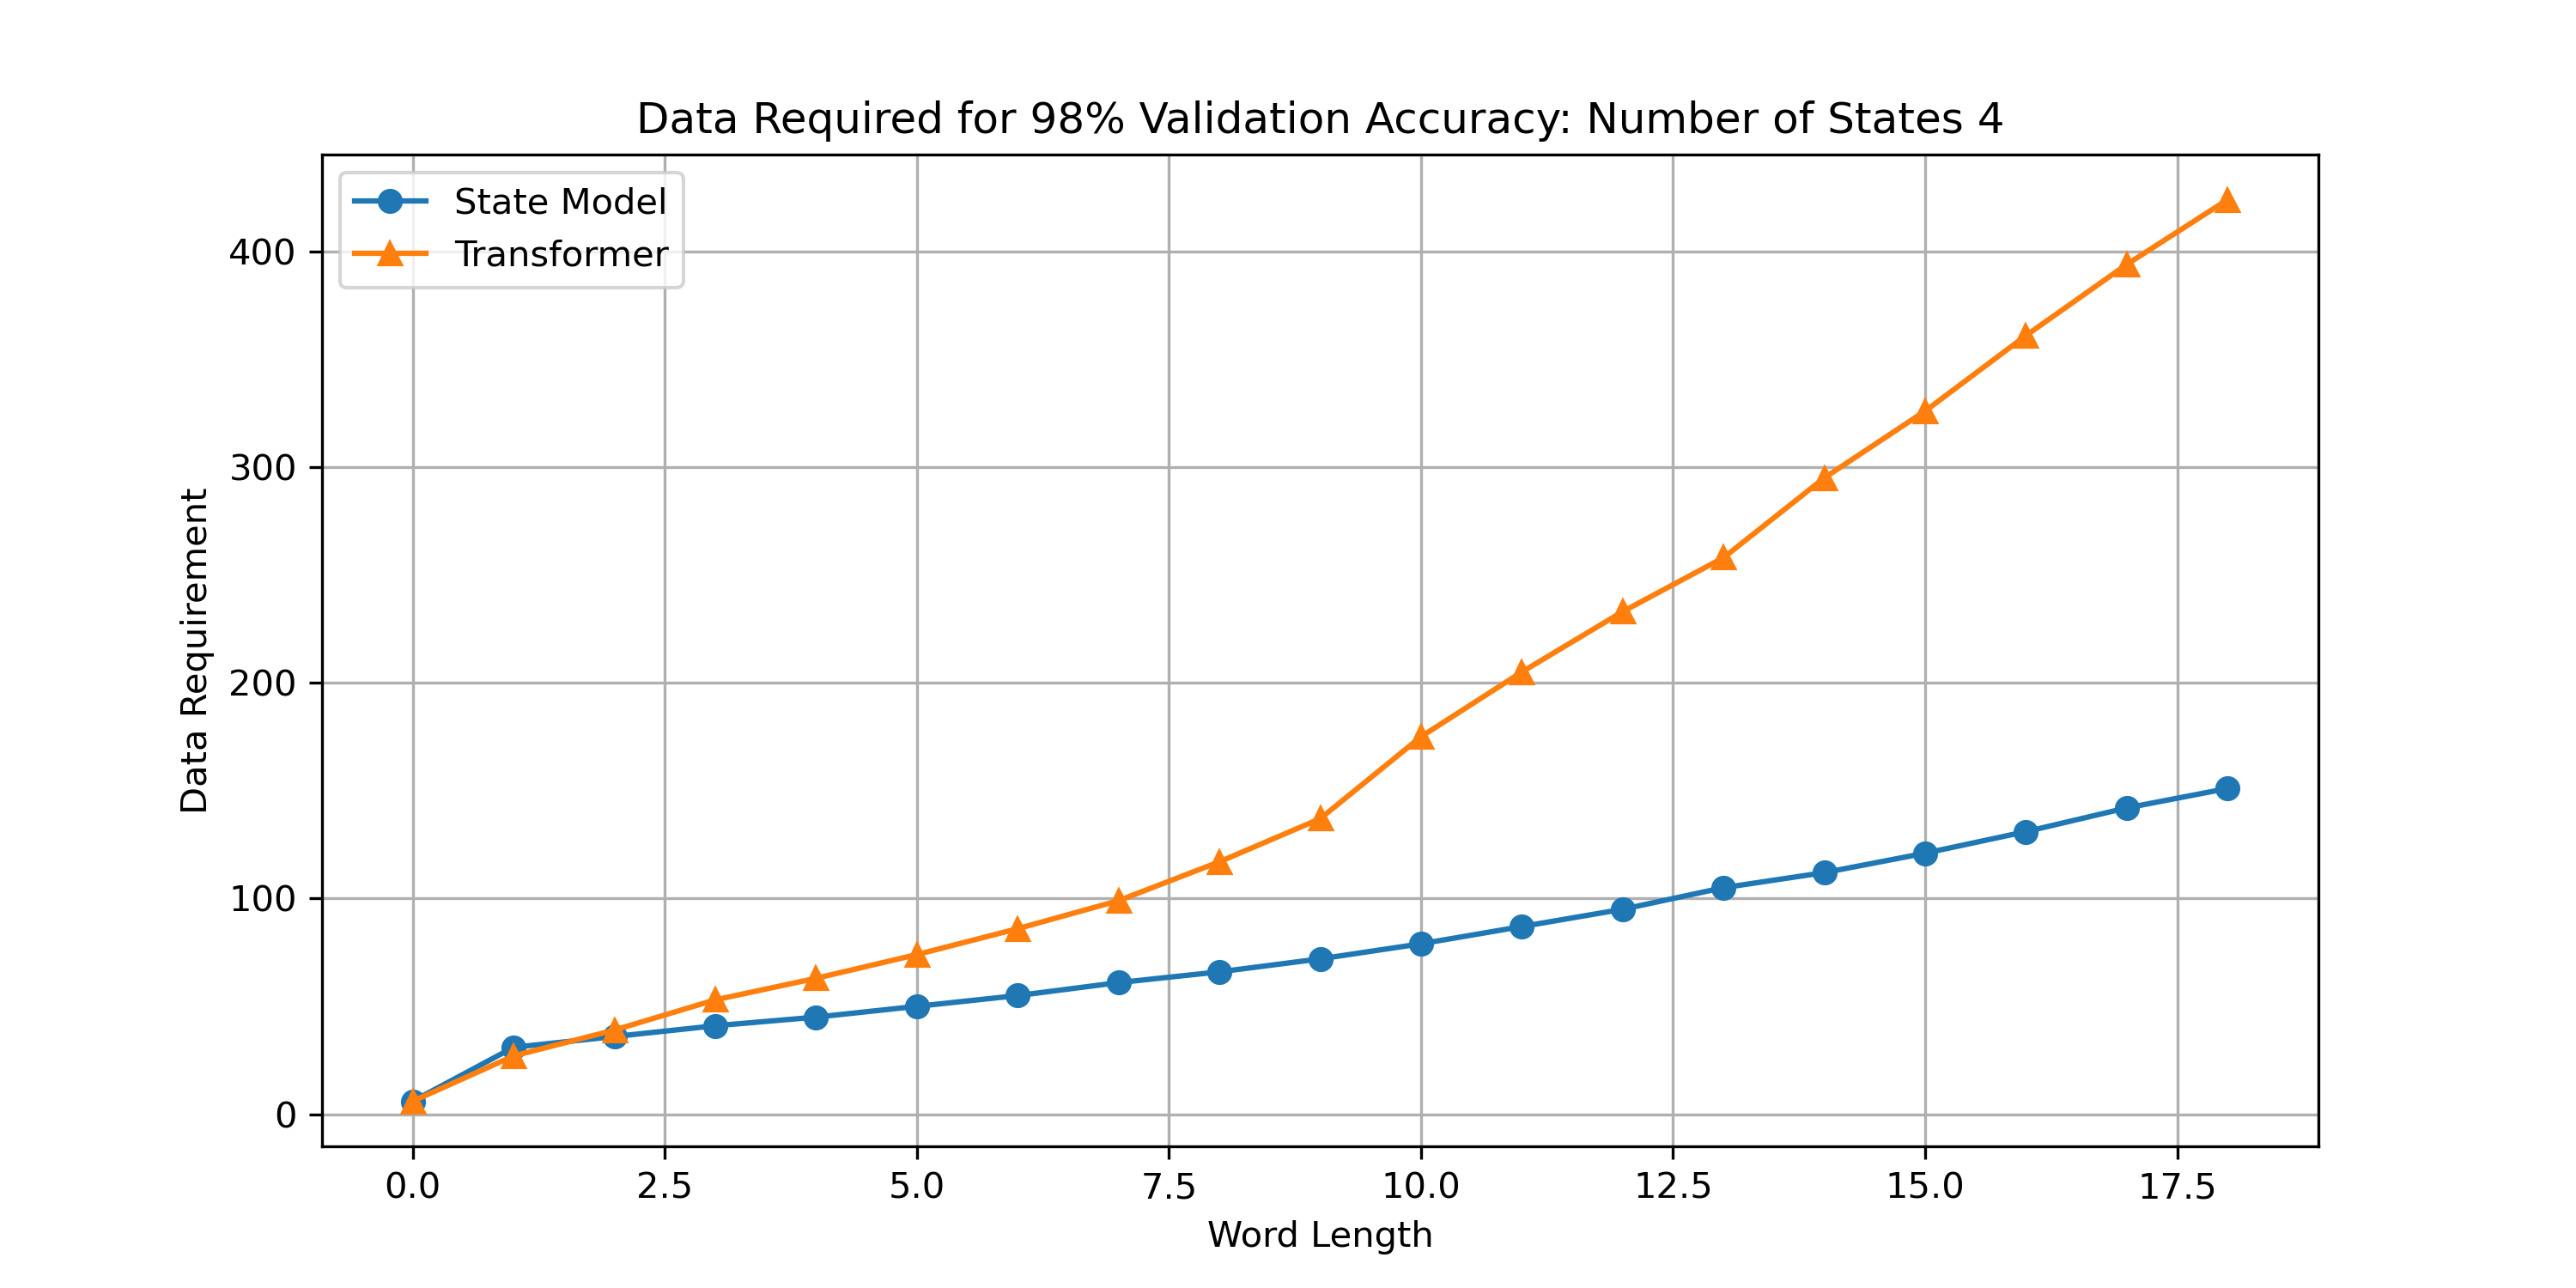 Data Required for 98% Validation Accuracy: Number of States 4
State Model
Transformer
400
300
200
100
0
Data Requirement
0.0 2.5 5.0 7.5 10.0 12.5 15.0 17.5
Word Length